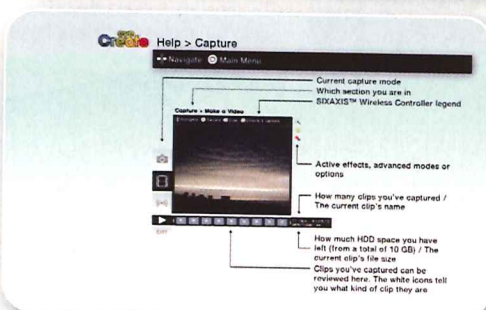 Create Help > Capture
Navigate Main Menu
Current capture mode
Which section you are in
SIXAXIS™ Wireless Controller legend
Capture > Make a Video
Active effects, advanced modes or
options
How many clips you've captured /
The current clip's name
How much HDD space you have
left (from a total of 10 GB) / The
current clip's file size
Clips you've captured can be
reviewed here. The white icons tell
you what kind of clip they are